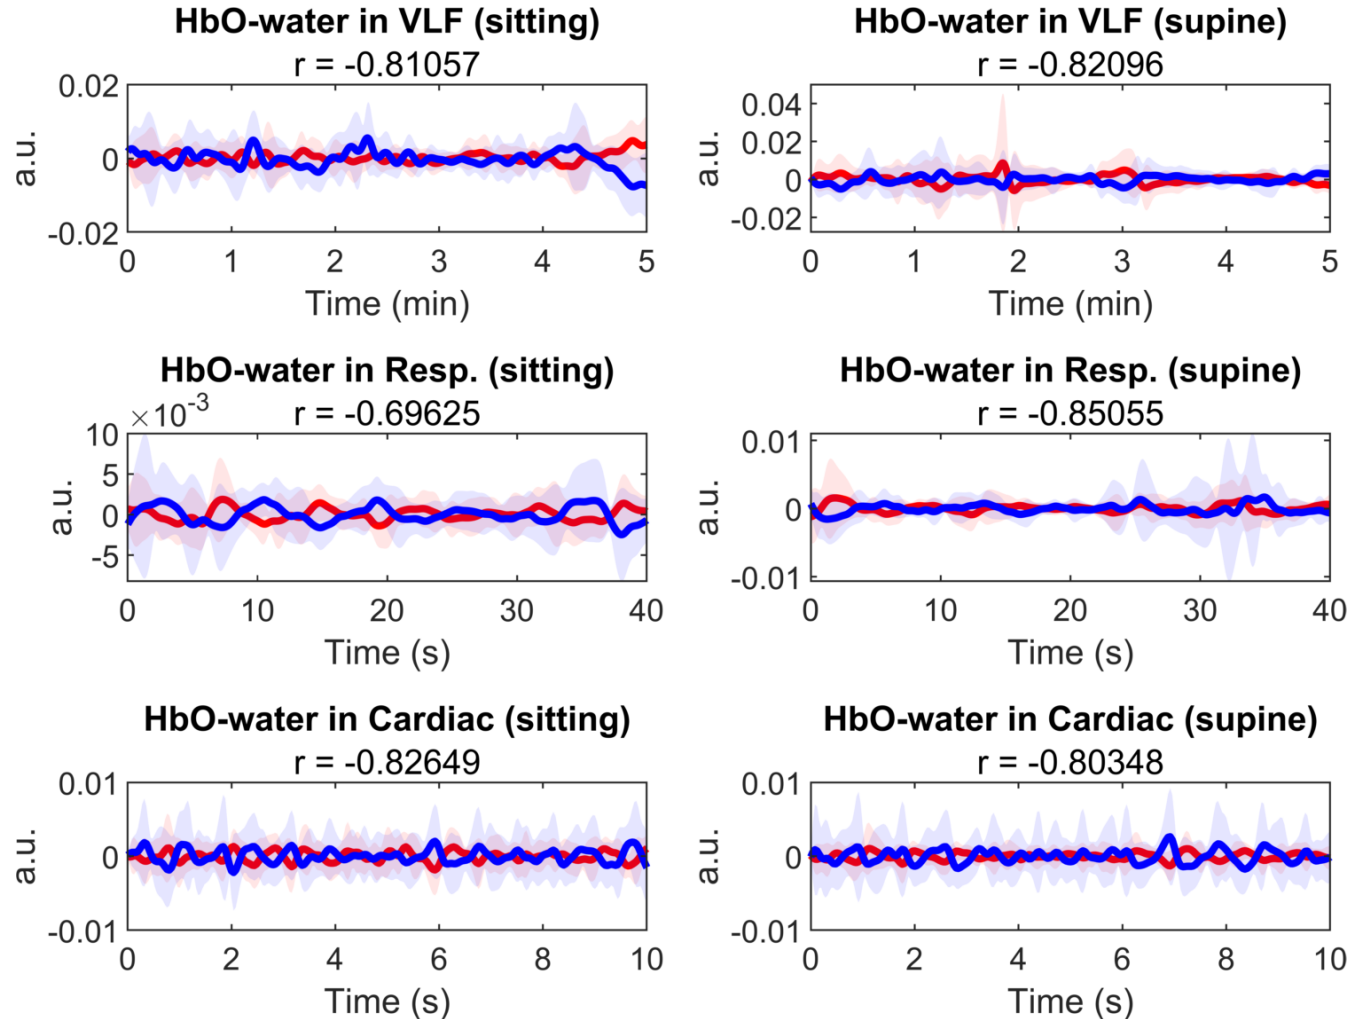 HbO-water in VLF (sitting)
r = -0.81057
0.02
0
-0.02
a.u.
0 1 2 3 4 5
Time (min)
HbO-water in VLF (supine)
r = -0.82096
0.04
0.02
0
-0.02
a.u.
0 1 2 3 4 5
Time (min)
HbO-water in Resp. (sitting)
r = -0.69625
×10-3
10
5
0
-5
a.u.
0 10 20 30 40
Time (s)
HbO-water in Resp. (supine)
r = -0.85055
0.01
0
-0.01
a.u.
0 10 20 30 40
Time (s)
HbO-water in Cardiac (sitting)
r = -0.82649
0.01
0
-0.01
a.u.
0 2 4 6 8 10
Time (s)
HbO-water in Cardiac (supine)
r = -0.80348
0.01
0
-0.01
a.u.
0 2 4 6 8 10
Time (s)